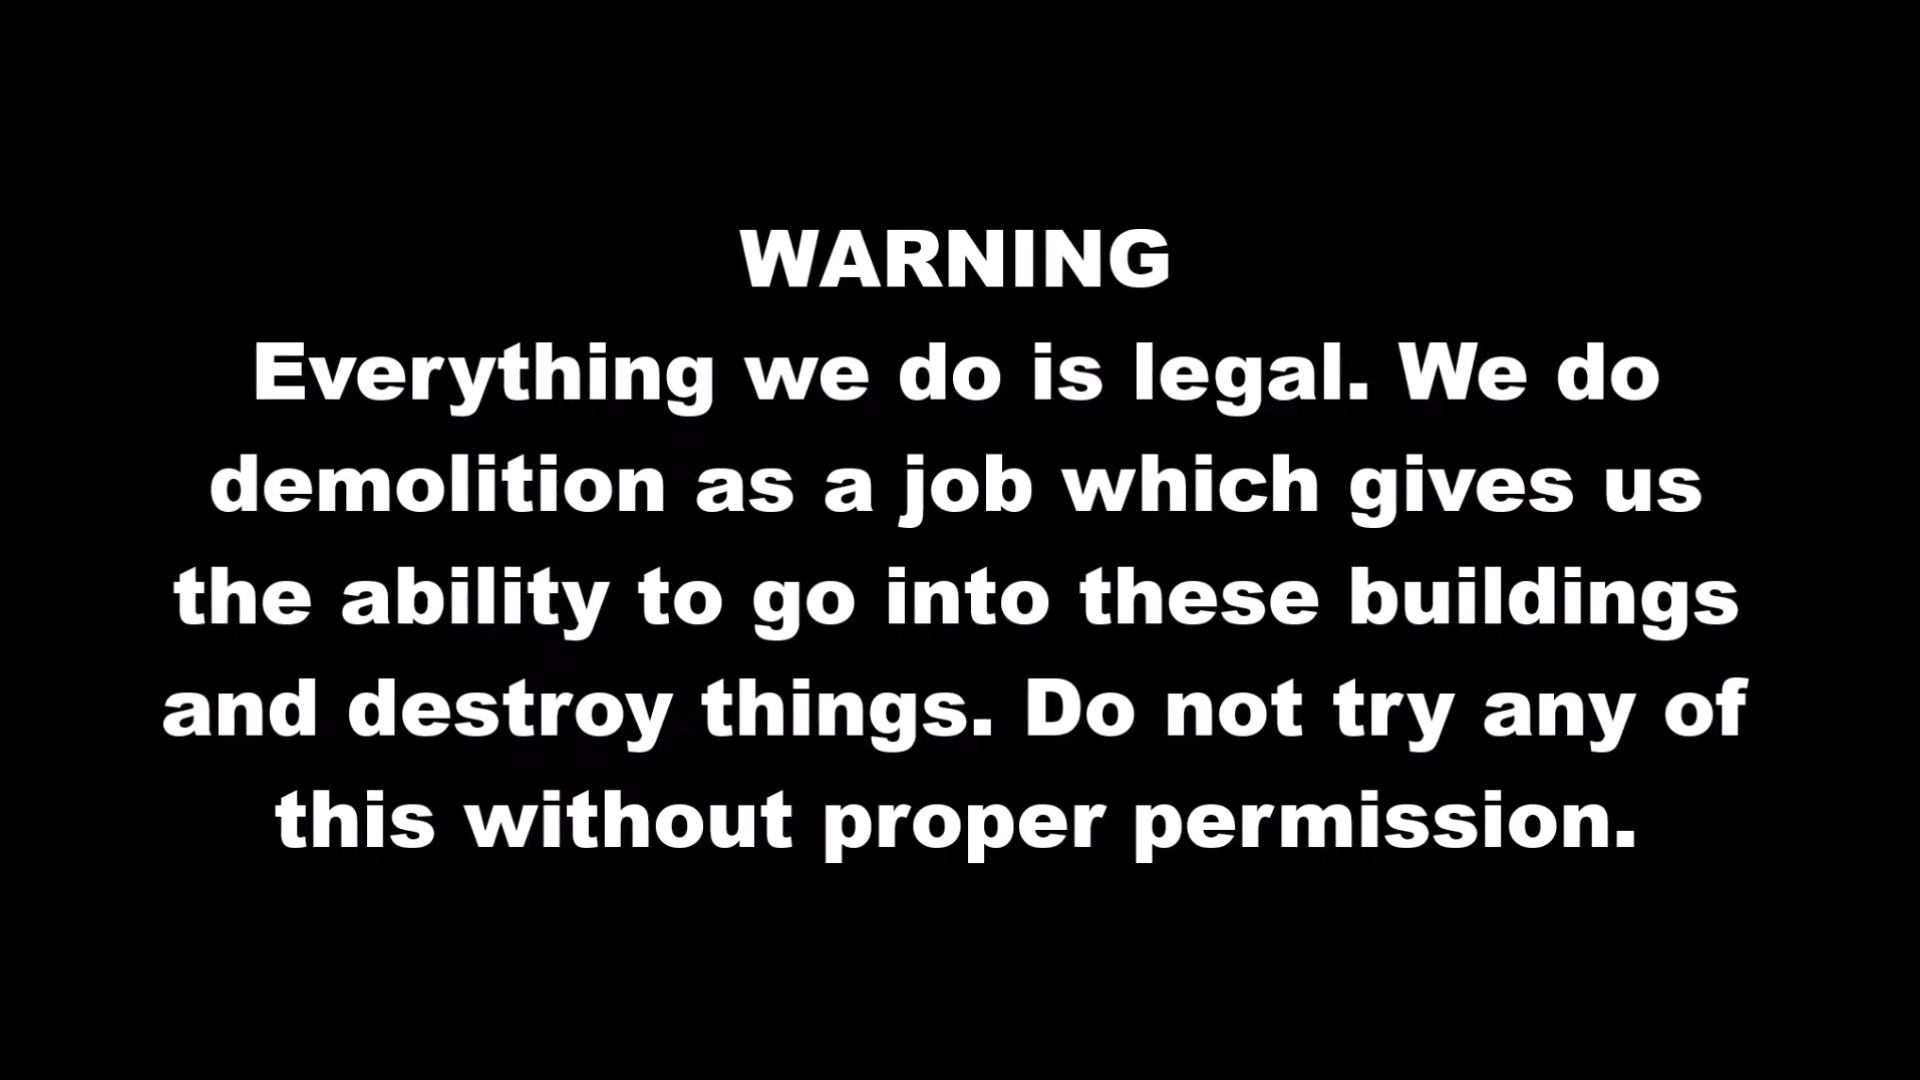 WARNING
Everything we do is legal. We do
demolition as a job which gives us
the ability to go into these buildings
and destroy things. Do not try any of
this without proper permission.